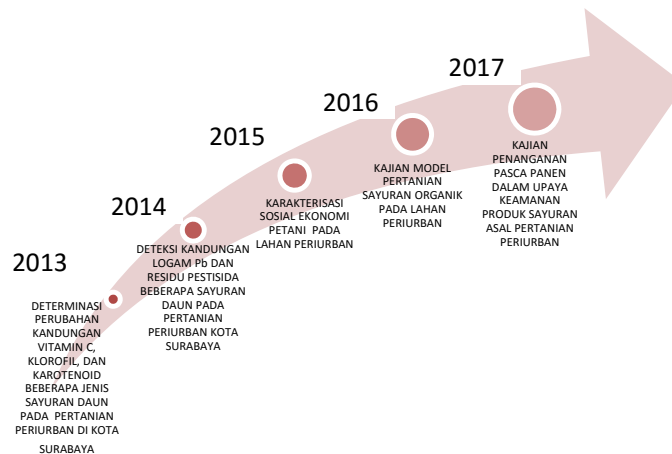 2013
DETERMINASI
PERUBAHAN
KANDUNGAN
VITAMIN C,
KLOROFIL, DAN
KAROTENOID
BEBERAPA JENIS
SAYURAN DAUN
PADA PERTANIAN
PERIURBAN DI KOTA
SURABAYA
2014
DETEKSI KANDUNGAN
LOGAM Pb DAN
RESIDU PESTISIDA
BEBERAPA SAYURAN
DAUN PADA
PERTANIAN
PERIURBAN KOTA
SURABAYA
2015
KARAKTERISASI
SOSIAL EKONOMI
PETANI PADA
LAHAN PERIURBAN
2016
KAJIAN MODEL
PERTANIAN
SAYURAN ORGANIK
PADA LAHAN
PERIURBAN
2017
KAJIAN
PENANGANAN
PASCA PANEN
DALAM UPAYA
KEAMANAN
PRODUK SAYURAN
ASAL PERTANIAN
PERIURBAN